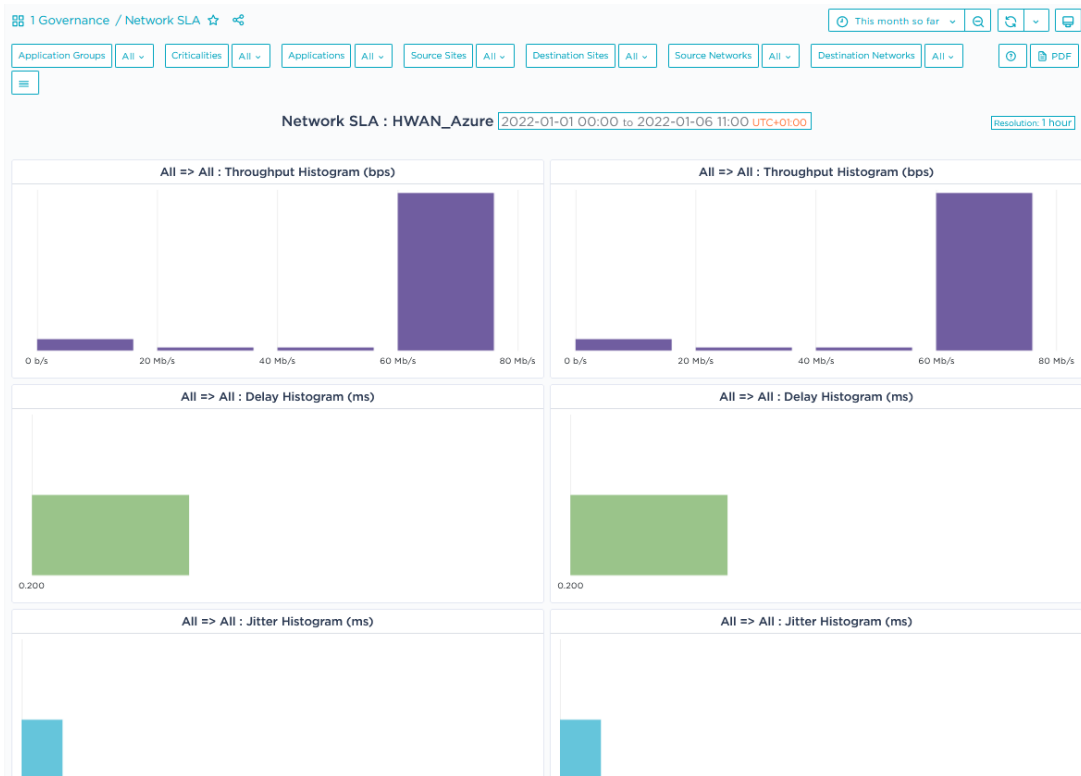 1 Governance / Network SLA
This month so far
Application Groups All Criticalities All Applications All Source Sites All Destination Sites All Source Networks All Destination Networks All PDF
Network SLA : HWAN_Azure 2022-01-01 00:00 to 2022-01-06 11:00 UTC+01:00
Resolution: 1 hour
All => All : Throughput Histogram (bps) All => All : Throughput Histogram (bps)
0 b/s 20 Mb/s 40 Mb/s 60 Mb/s 80 Mb/s 0 b/s 20 Mb/s 40 Mb/s 60 Mb/s 80 Mb/s
All => All : Delay Histogram (ms) All => All : Delay Histogram (ms)
0.200 0.200
All => All : Jitter Histogram (ms) All => All : Jitter Histogram (ms)